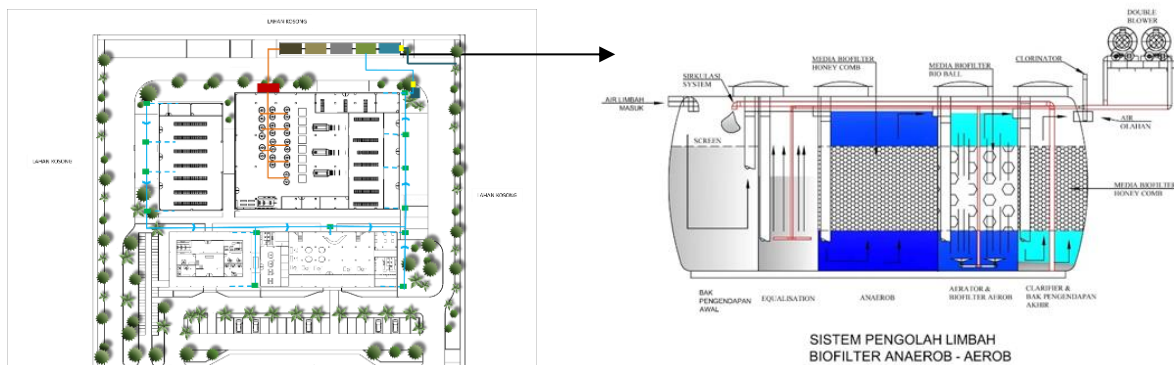 LAHAN KOSONG
LAHAN KOSONG
LAHAN KOSONG
DOUBLE
BLOWER
MEDIA BIOFILTER
HONEY COMB
MEDIA BIOFILTER
BIO BALL
CLORINATOR
SIRKULASI
SYSTEM
AIR LIMBAH
MASUK
AIR
OLAHAN
SCREEN
MEDIA BIOFILTER
HONEY COMB
BAK
PENGENDAPAN
AWAL
EQUALISATION
ANAEROB
AERATOR &
BIOFILTER AEROB
CLARIFIER &
BAK PENGENDAPAN
AKHIR
SISTEM PENGOLAH LIMBAH
BIOFILTER ANAEROB - AEROB